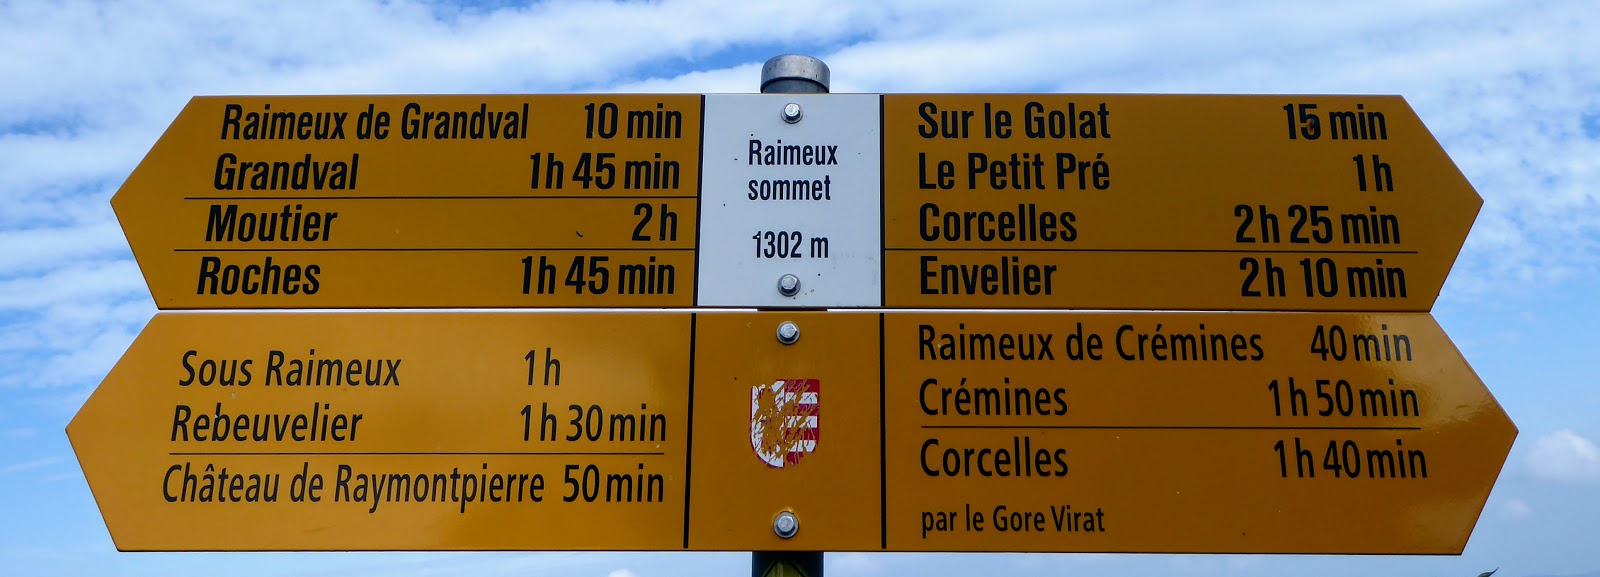 Raimeux de Grandval 10 min
Grandval 1h 45 min
Moutier 2h
Roches 1h 45 min
Raimeux
sommet
1302 m
Sur le Golat 15 min
Le Petit Pré 1h
Corcelles 2h 25 min
Envelier 2h 10 min
Sous Raimeux 1h
Rebeuvelier 1h 30 min
Château de Raymontpierre 50 min
Raimeux de Crémines 40 min
Crémines 1h 50 min
Corcelles 1h 40 min
par le Gore Virat